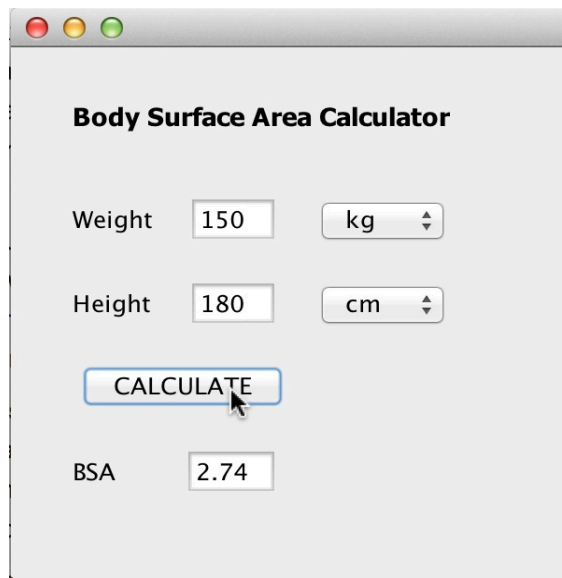 Body Surface Area Calculator
Weight 150 kg
Height 180 cm
CALCULATE
BSA 2.74